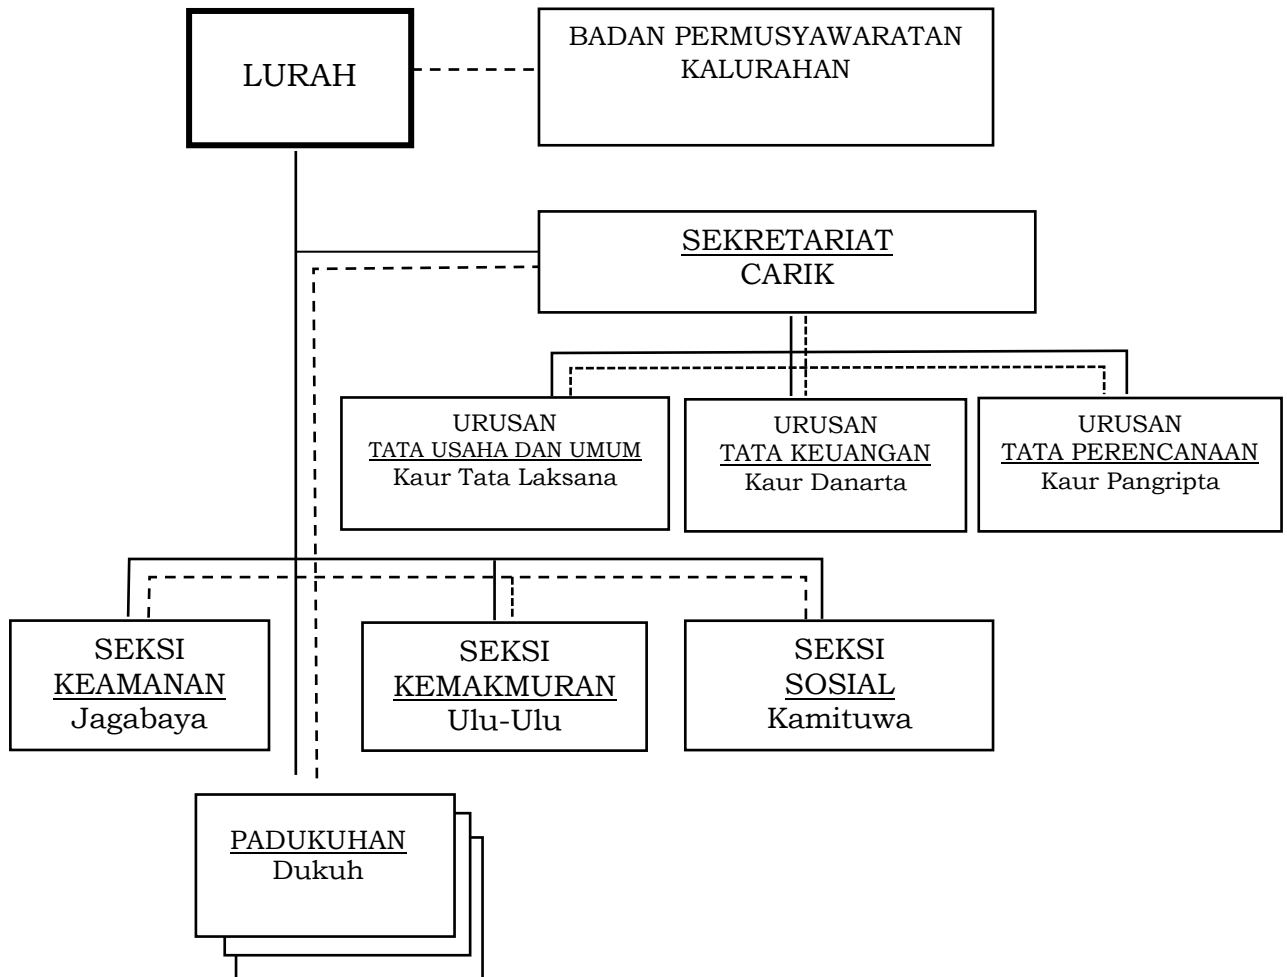 LURAH
BADAN PERMUSYAWARATAN
KALURAHAN
SEKRETARIAT
CARIK
URUSAN
TATA USAHA DAN UMUM
Kaur Tata Laksana
URUSAN
TATA KEUANGAN
Kaur Danarta
URUSAN
TATA PERENCANAAN
Kaur Pangripta
SEKSI
KEAMANAN
Jagabaya
SEKSI
KEMAKMURAN
Ulu-Ulu
SEKSI
SOSIAL
Kamituwa
PADUKUHAN
Dukuh